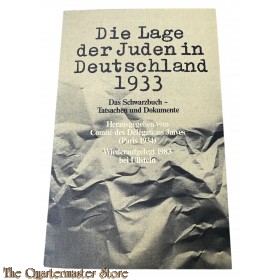 Die Lage
der Juden in
Deutschland
1933
Das Schwarzbuch –
Tatsachen und Dokumente
Herausgegeben vom
Comité des Délégations Juives
(Paris 1934)
Wiederaufgelegt 1983
bei Ullstein
The Quartermaster Store